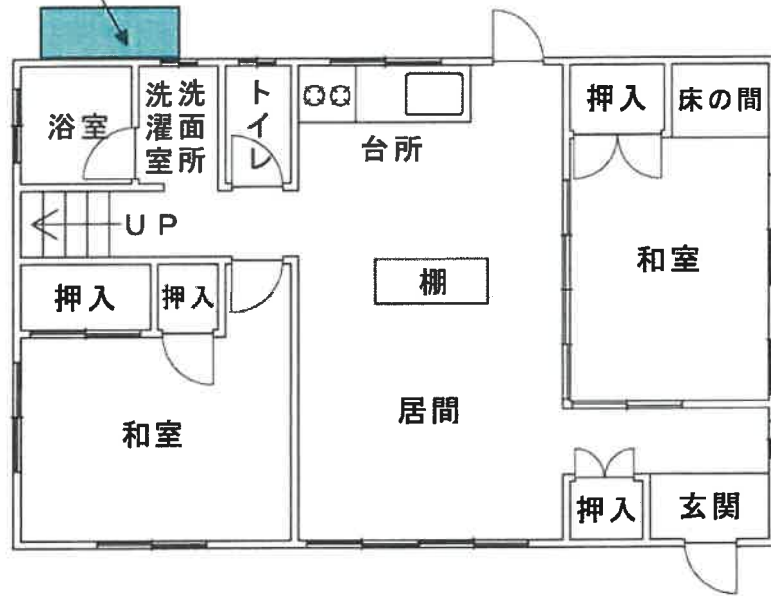 浴室
洗濯室
洗面所
トイレ
台所
押入
床の間
UP
和室
棚
押入
押入
居間
和室
押入
玄関